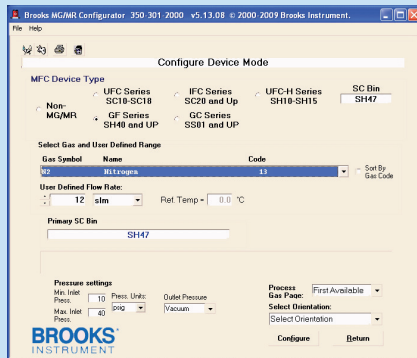 Brooks MG/MR Configurator 350-301-2000 v5.13.08 © 2000-2009 Brooks Instrument.
File Help
Configure Device Mode
MFC Device Type
Non-MG/MR
UFC Series
SC10-SC18
IFC Series
SC20 and Up
UFC-H Series
SH10-SH15
GF Series
SH40 and UP
GC Series
SS01 and UP
SC Bin
SH47
Select Gas and User Defined Range
Gas Symbol Name Code
N2 Nitrogen 13
Sort By
Gas Code
User Defined Flow Rate:
12 slm Ref. Temp = 0.0 °C
Primary SC Bin
SH47
Pressure settings
Min. Inlet
Press. 10
Max. Inlet
Press. 40
Press. Units:
psig
Outlet Pressure
Vacuum
Process
Gas Page: First Available
Select Orientation:
Select Orientation
Configure Return
BROOKS
INSTRUMENT